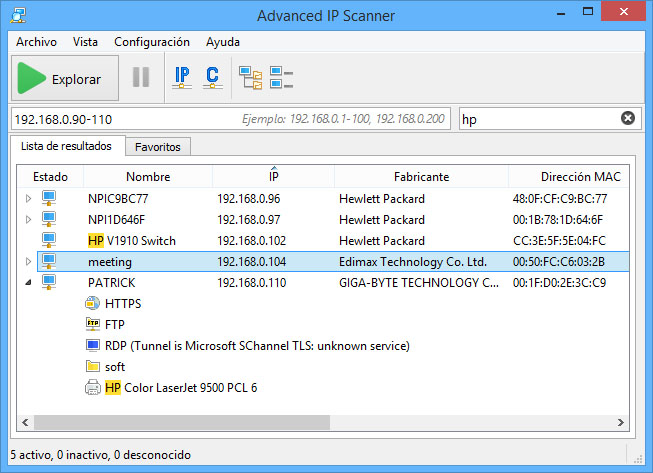 Advanced IP Scanner
Archivo Vista Configuración Ayuda
Explorar IP C
192.168.0.90-110 Ejemplo: 192.168.0.1-100, 192.168.0.200 hp
Lista de resultados Favoritos
Estado Nombre IP Fabricante Dirección MAC
NPIC9BC77 192.168.0.96 Hewlett Packard 48:0F:CF:C9:BC:77
NPI1D646F 192.168.0.97 Hewlett Packard 00:1B:78:1D:64:6F
HP V1910 Switch 192.168.0.102 Hewlett Packard CC:3E:5F:5E:04:FC
meeting 192.168.0.104 Edimax Technology Co. Ltd. 00:50:FC:C6:03:2B
PATRICK 192.168.0.110 GIGA-BYTE TECHNOLOGY C... 00:1F:D0:2E:3C:C9
HTTPS
FTP FTP
RDP (Tunnel is Microsoft SChannel TLS: unknown service)
soft
HP Color LaserJet 9500 PCL 6
5 activo, 0 inactivo, 0 desconocido